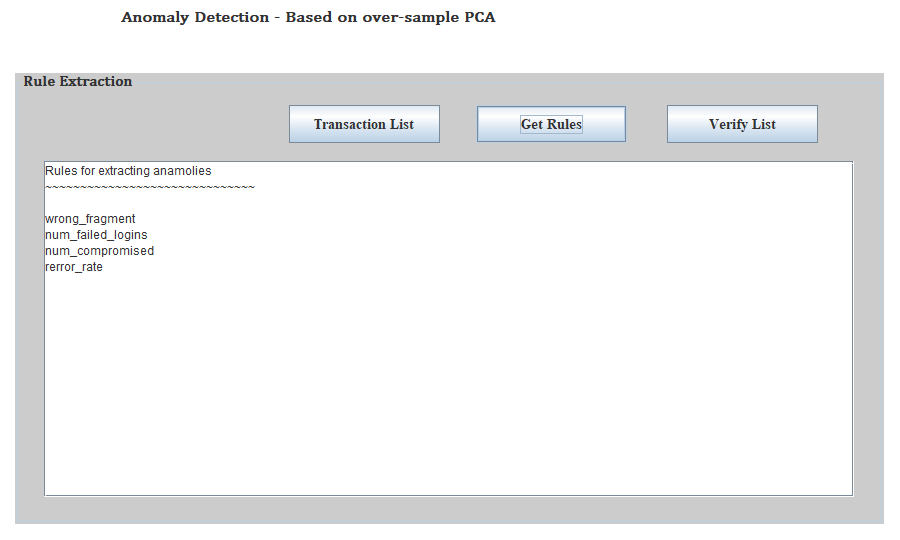 Anomaly Detection - Based on over-sample PCA
Rule Extraction
Transaction List
Get Rules
Verify List
Rules for extracting anamolies
~~~~~~~~~~~~~~~~~~~~~~~~~~~~~~
wrong_fragment
num_failed_logins
num_compromised
rerror_rate